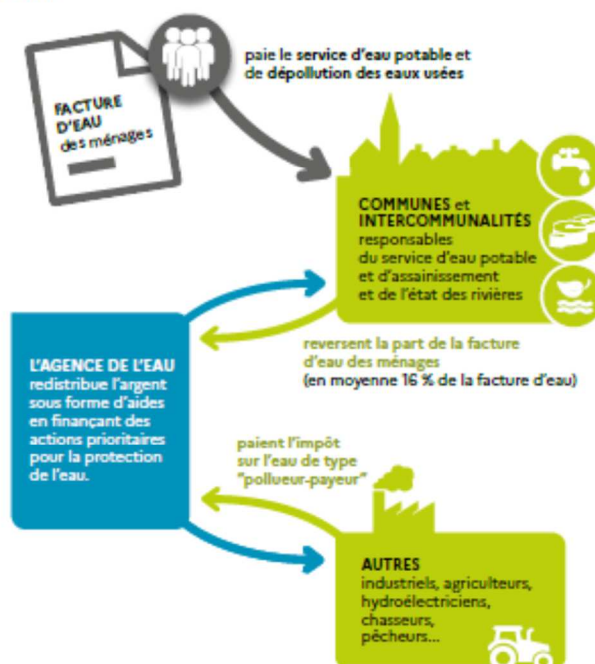 FACTURE
D'EAU
des ménages
paie le service d'eau potable et
de dépollution des eaux usées
COMMUNES et
INTERCOMMUNALITÉS
responsables
du service d'eau potable
et d'assainissement
et de l'état des rivières
reversent la part de la facture
d'eau des ménages
(en moyenne 16 % de la facture d'eau)
L'AGENCE DE L'EAU
redistribue l'argent
sous forme d'aides
en finançant des
actions prioritaires
pour la protection
de l'eau.
paient l'impôt
sur l'eau de type
"pollueur-payeur"
AUTRES
industriels, agriculteurs,
hydroélectriciens,
chasseurs,
pêcheurs...